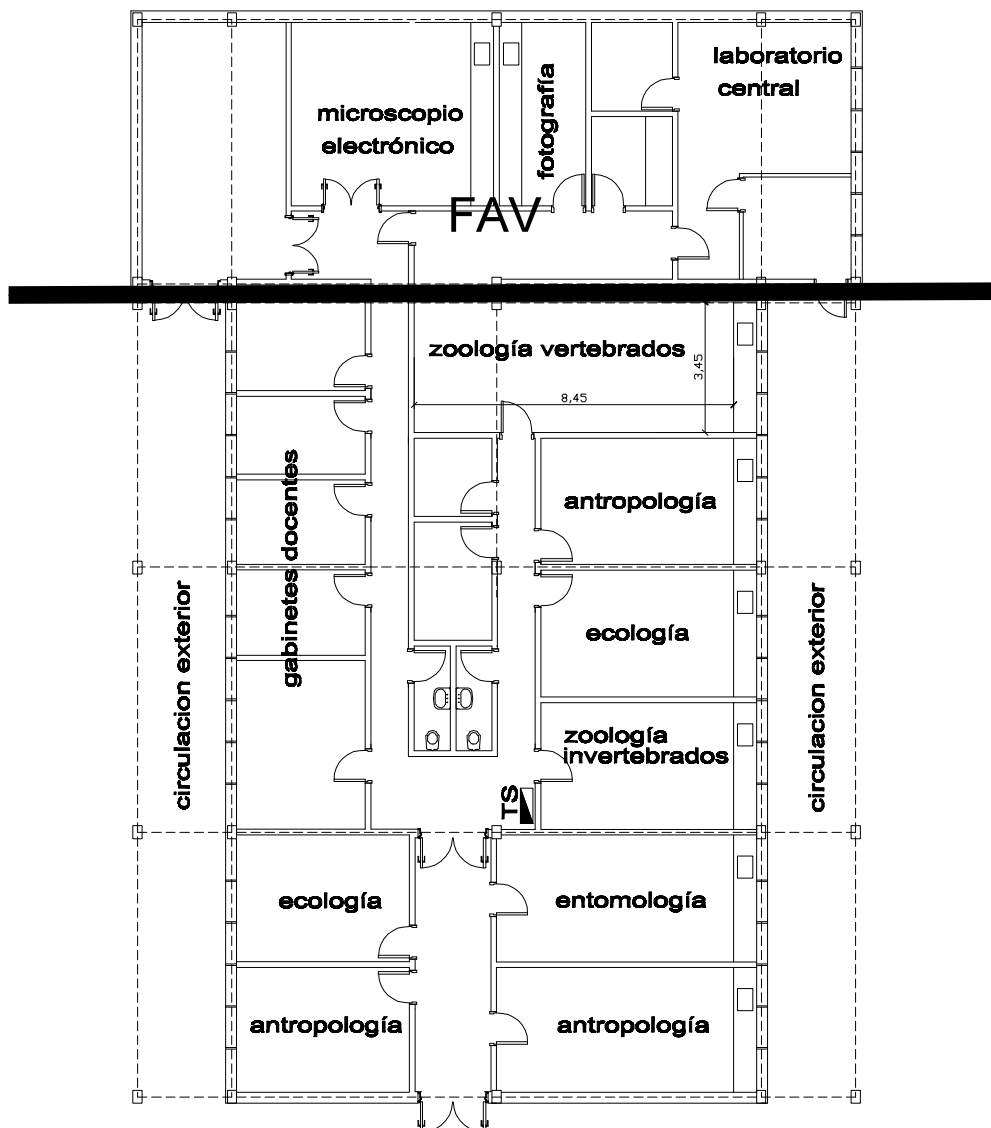 laboratorio
central
microscopio
electrónico
fotografía
FAV
zoología vertebrados
3,45
8,45
gabinetes docentes
antropología
circulacion exterior
ecología
circulacion exterior
zoología
invertebrados
TS
ecología
entomología
antropología
antropología